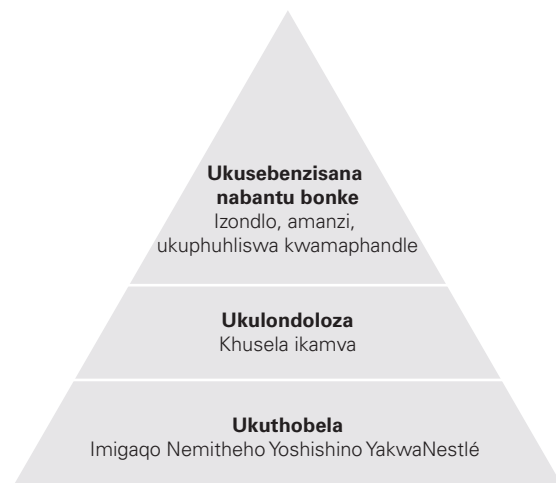 Ukusebenzisana
nabantu bonke
Izondlo, amanzi,
ukuphuhliswa kwamaphandle
Ukulondoloza
Khusela ikamva
Ukuthobela
Imigaqo Nemitheho Yoshishino YakwaNestlé